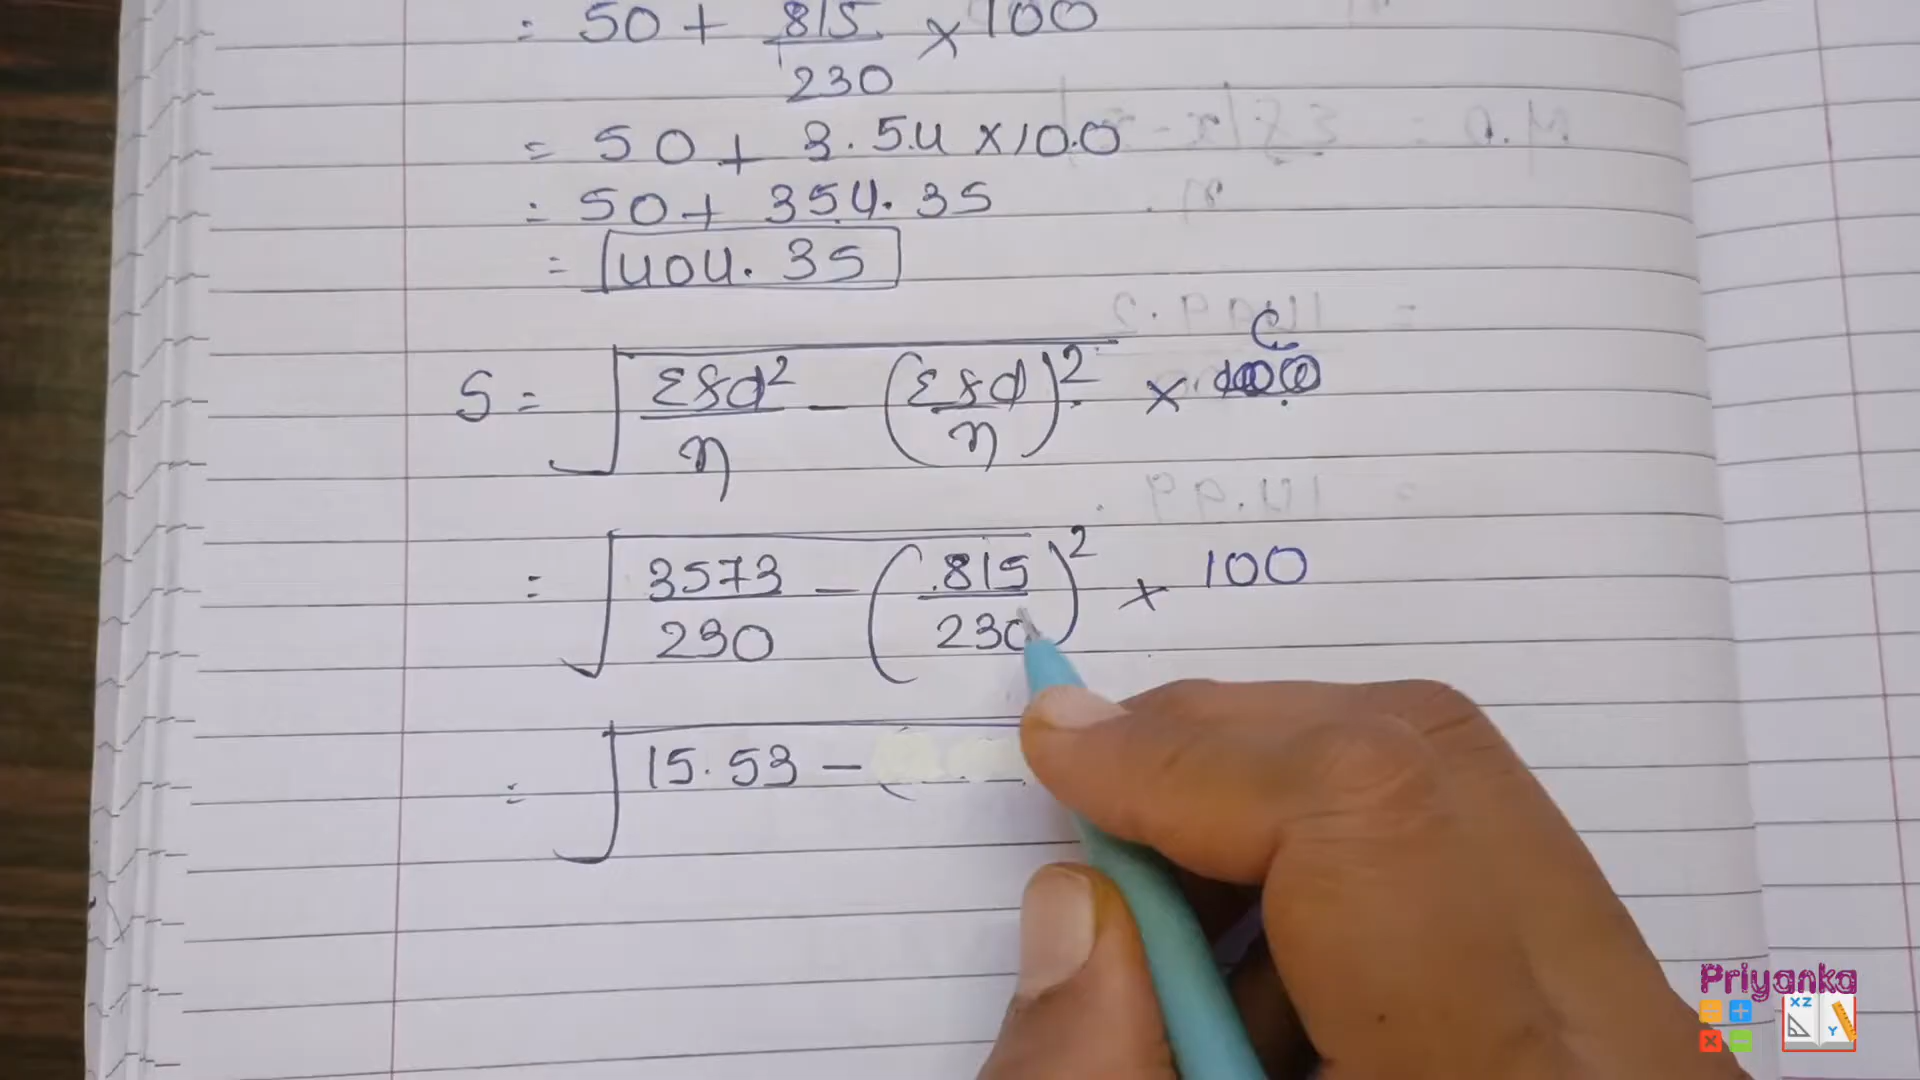 = 50 + 815/230 × 100
= 50 + 3.54 × 100
= 50 + 354.35
= 404.35
S = √ Σfd²/n − (Σfd/n)² × C
= √ 3573/230 − (815/230)² × 100
= √ 15.53 −
Priyanka
XZ
Y